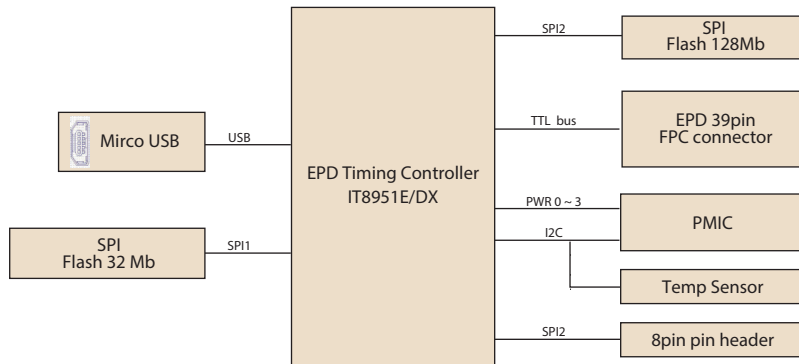 SPI2
SPI
Flash 128Mb
Mirco USB
USB
TTL bus
EPD 39pin
FPC connector
EPD Timing Controller
IT8951E/DX
PWR 0 ~ 3
PMIC
I2C
SPI
Flash 32 Mb
SPI1
Temp Sensor
SPI2
8pin pin header